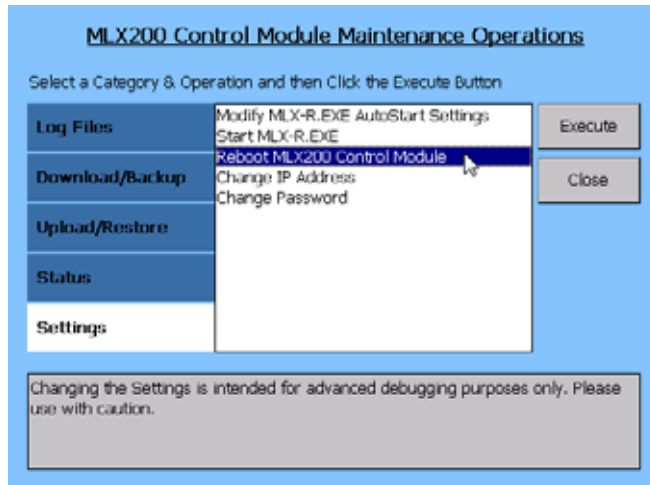 MLX200 Control Module Maintenance Operations
Select a Category & Operation and then Click the Execute Button
Log Files
Download/Backup
Upload/Restore
Status
Settings
Modify MLX-R.EXE AutoStart Settings
Start MLX-R.EXE
Reboot MLX200 Control Module
Change IP Address
Change Password
Execute
Close
Changing the Settings is intended for advanced debugging purposes only. Please
use with caution.